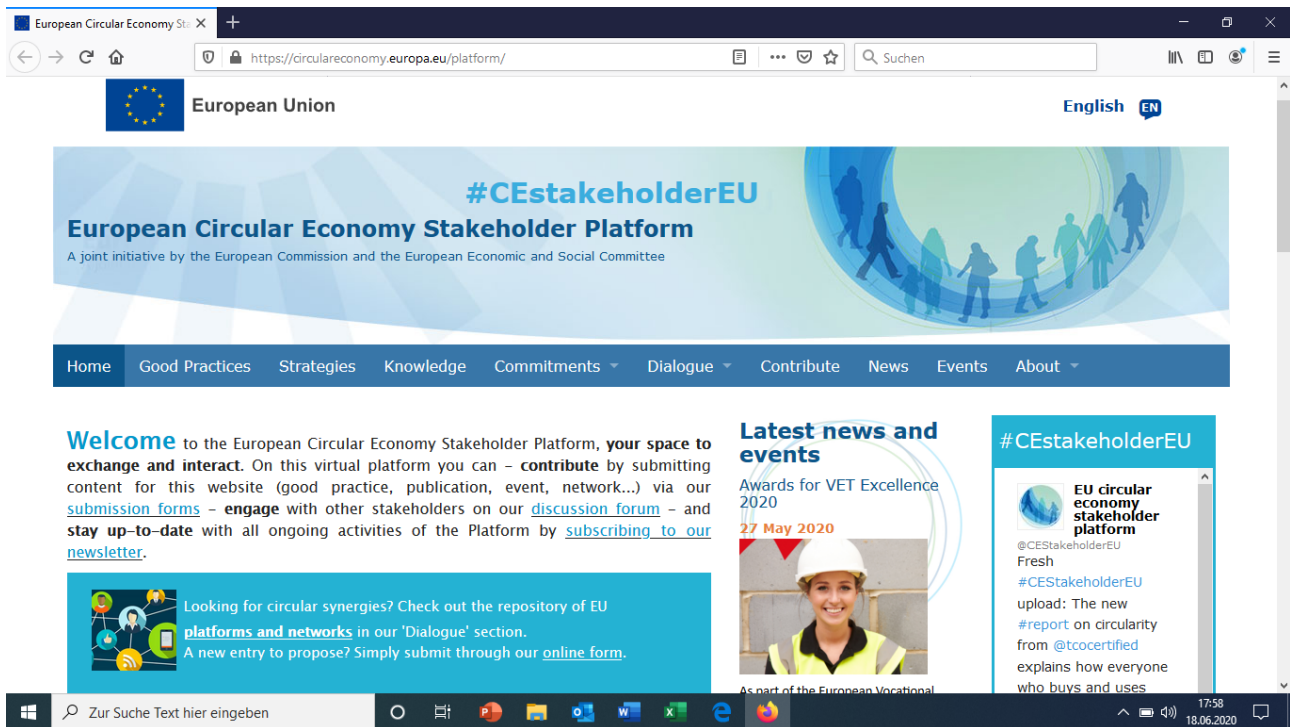 European Circular Economy Sta
https://circulareconomy.europa.eu/platform/
Suchen
European Union
English EN
#CEstakeholderEU
European Circular Economy Stakeholder Platform
A joint initiative by the European Commission and the European Economic and Social Committee
Home Good Practices Strategies Knowledge Commitments Dialogue Contribute News Events About
Welcome to the European Circular Economy Stakeholder Platform, your space to
exchange and interact. On this virtual platform you can – contribute by submitting
content for this website (good practice, publication, event, network...) via our
submission forms – engage with other stakeholders on our discussion forum – and
stay up-to-date with all ongoing activities of the Platform by subscribing to our
newsletter.
Looking for circular synergies? Check out the repository of EU
platforms and networks in our 'Dialogue' section.
A new entry to propose? Simply submit through our online form.
Latest news and
events
Awards for VET Excellence
2020
27 May 2020
As part of the European Vocational
#CEstakeholderEU
EU circular
economy
stakeholder
platform
@CEStakeholderEU
Fresh
#CEStakeholderEU
upload: The new
#report on circularity
from @tcocertified
explains how everyone
who buys and uses
Zur Suche Text hier eingeben
17:58
18.06.2020